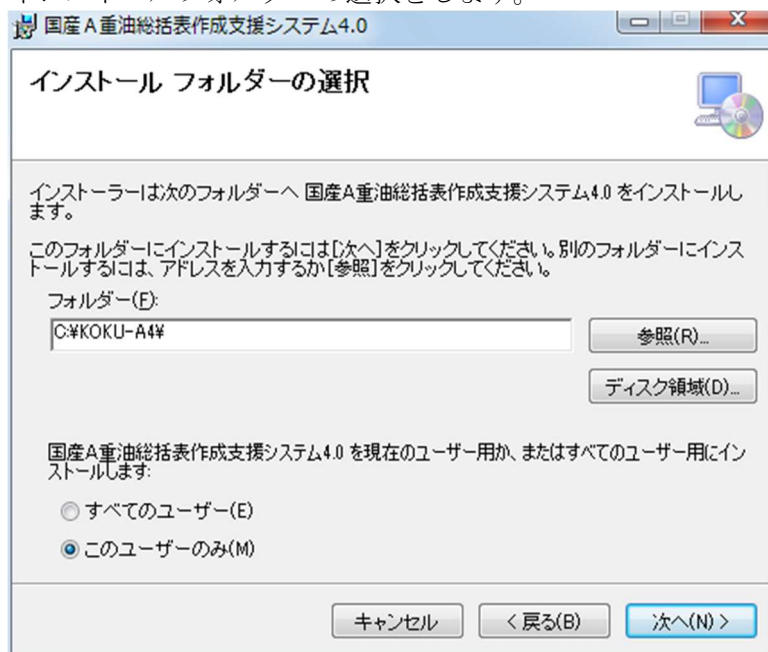 国産A重油総括表作成支援システム4.0
インストール フォルダーの選択
インストーラーは次のフォルダーへ 国産A重油総括表作成支援システム4.0 をインストールし
ます。
このフォルダーにインストールするには[次へ]をクリックしてください。別のフォルダーにインス
トールするには、アドレスを入力するか[参照]をクリックしてください。
フォルダー(F):
C:¥KOKU-A4¥
参照(R)...
ディスク領域(D)...
国産A重油総括表作成支援システム4.0 を現在のユーザー用か、またはすべてのユーザー用にイン
ストールします:
すべてのユーザー(E)
このユーザーのみ(M)
キャンセル
< 戻る(B)
次へ(N) >